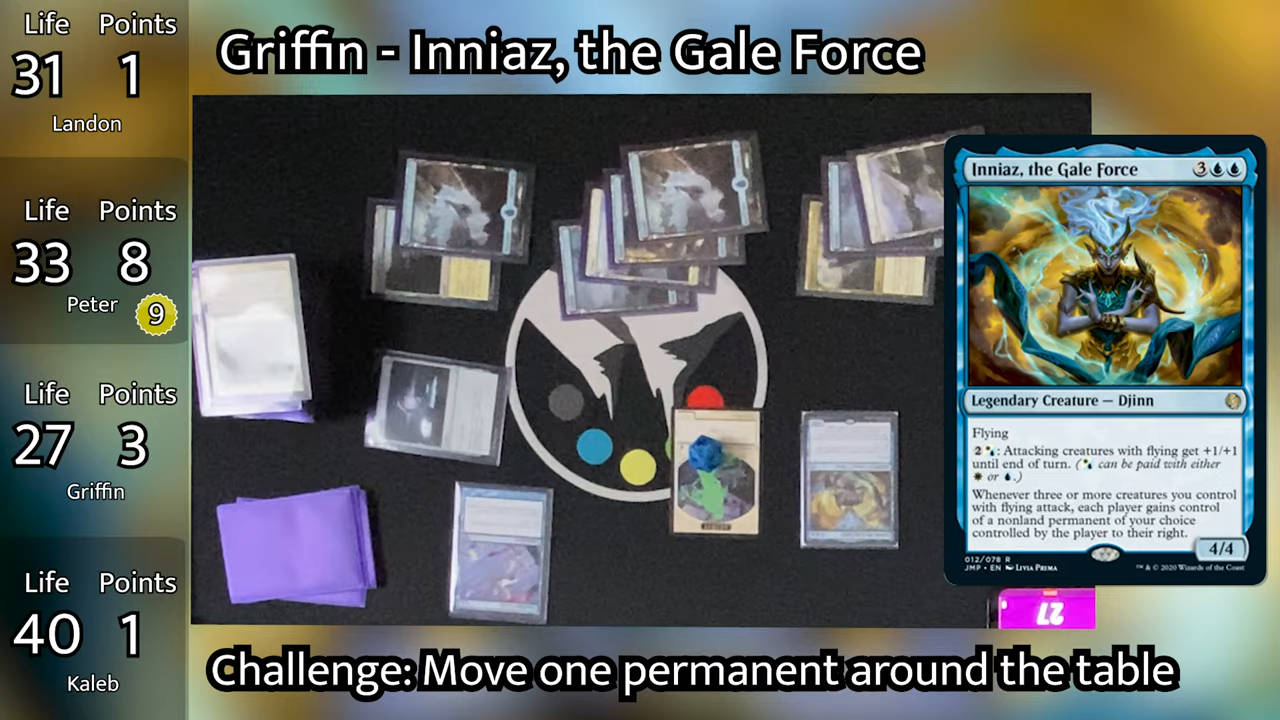 Life Points
31 1
Landon
Life Points
33 8
Peter 9
Life Points
27 3
Griffin
Life Points
40 1
Kaleb
Griffin - Inniaz, the Gale Force
Inniaz, the Gale Force 3
Legendary Creature — Djinn
Flying
2 : Attacking creatures with flying get +1/+1
until end of turn. ( can be paid with either
or .)
Whenever three or more creatures you control
with flying attack, each player gains control
of a nonland permanent of your choice
controlled by the player to their right.
4/4
012/078 R
JMP • EN Livia Prima
™ & © 2020 Wizards of the Coast
27
Challenge: Move one permanent around the table